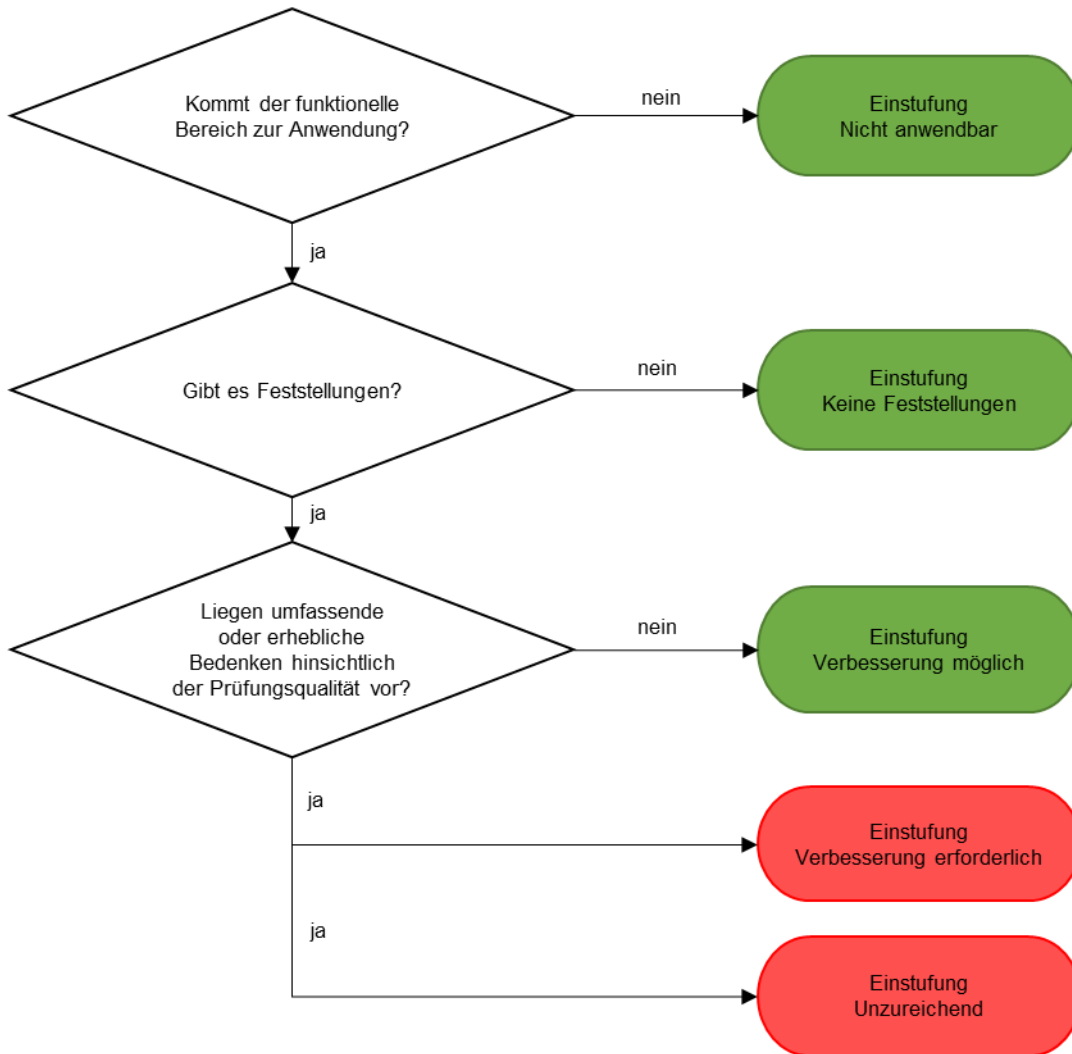 Kommt der funktionelle
Bereich zur Anwendung?
nein
Einstufung
Nicht anwendbar
ja
Gibt es Feststellungen?
nein
Einstufung
Keine Feststellungen
ja
Liegen umfassende
oder erhebliche
Bedenken hinsichtlich
der Prüfungsqualität vor?
nein
Einstufung
Verbesserung möglich
ja
Einstufung
Verbesserung erforderlich
ja
Einstufung
Unzureichend